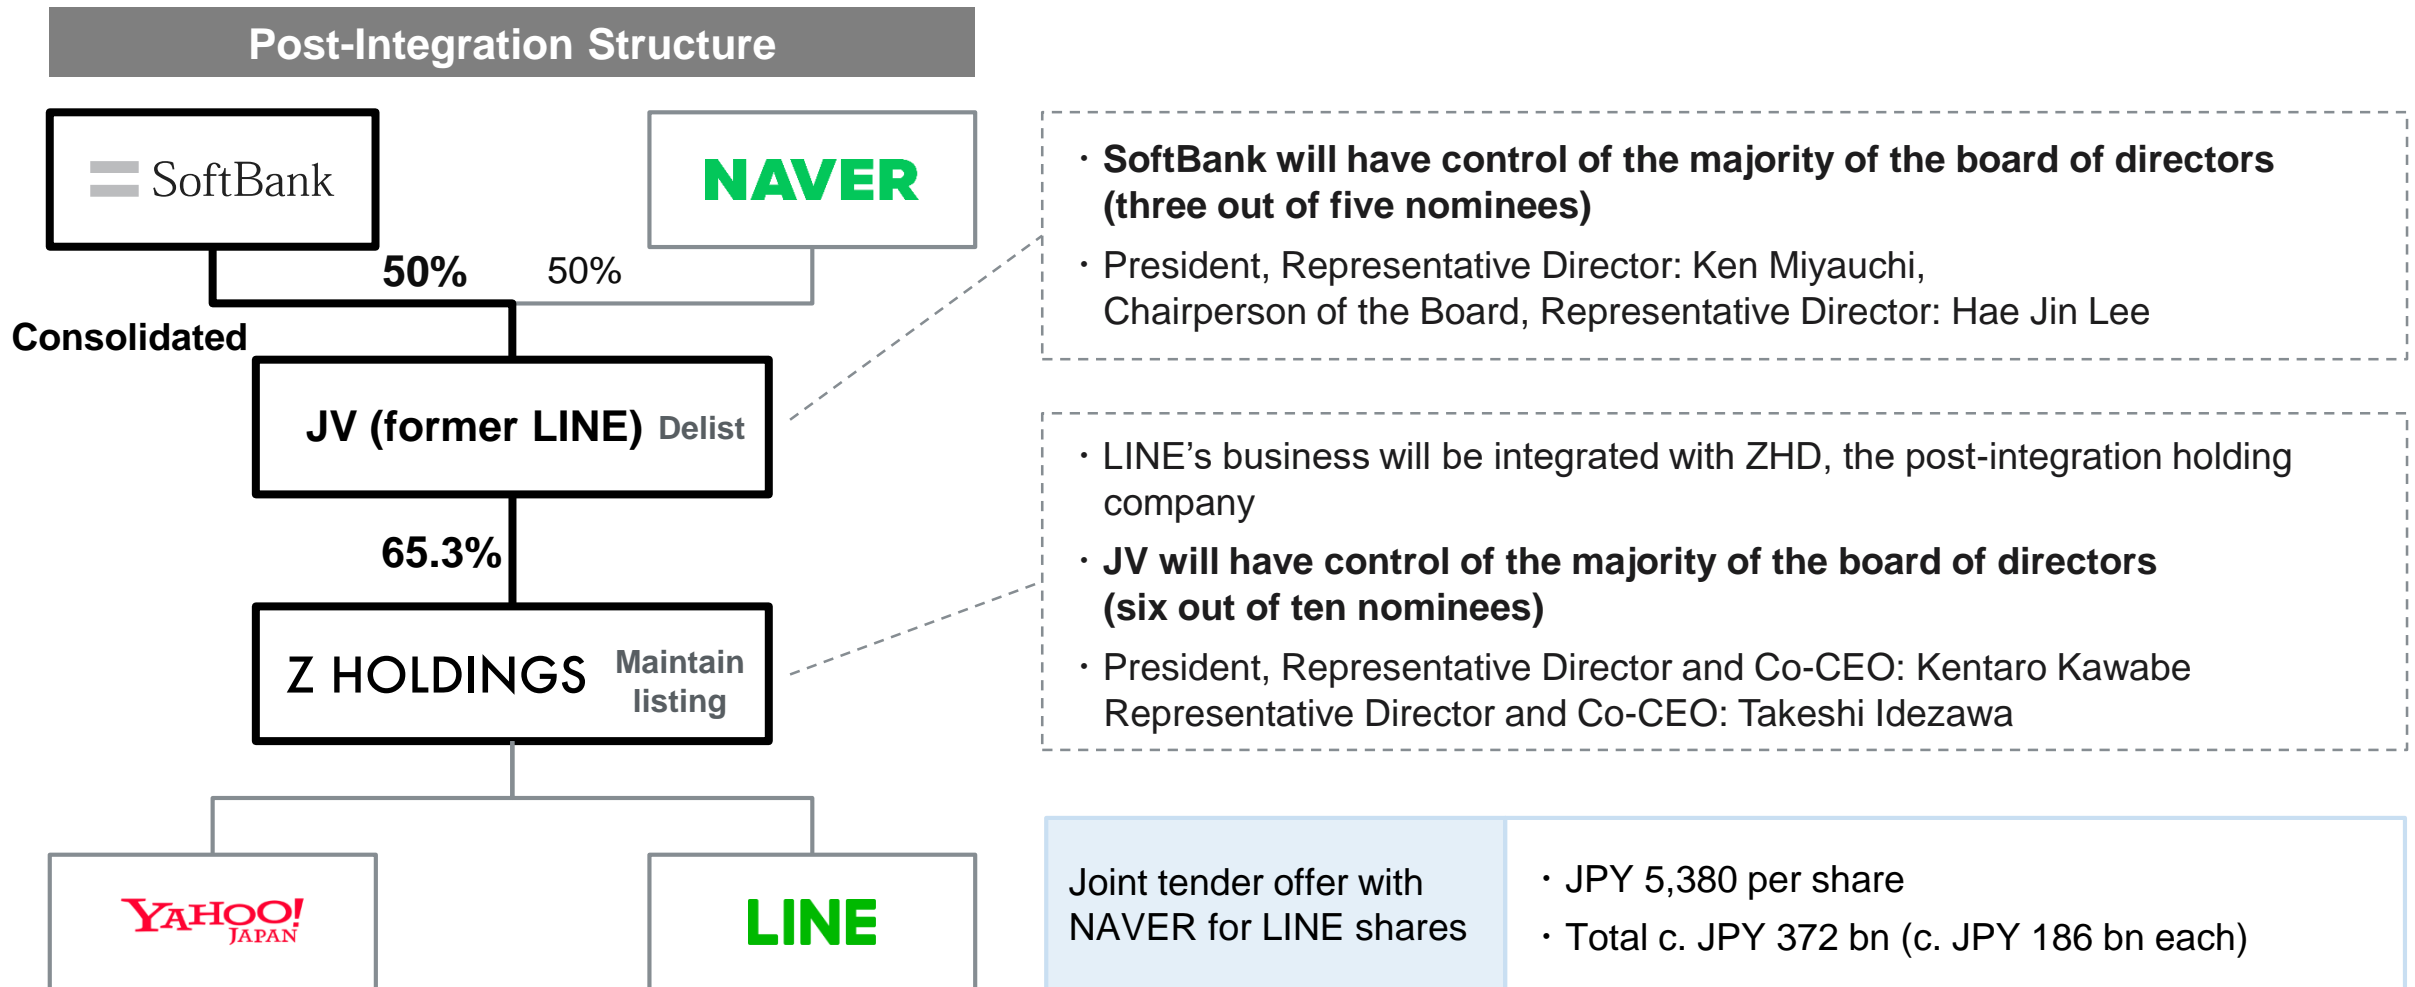 Post-Integration Structure
SoftBank
NAVER
50%
50%
Consolidated
JV (former LINE) Delist
65.3%
Z HOLDINGS
Maintain
listing
YAHOO!
JAPAN
LINE
・SoftBank will have control of the majority of the board of directors
(three out of five nominees)
・President, Representative Director: Ken Miyauchi,
Chairperson of the Board, Representative Director: Hae Jin Lee
・LINE’s business will be integrated with ZHD, the post-integration holding
company
・JV will have control of the majority of the board of directors
(six out of ten nominees)
・President, Representative Director and Co-CEO: Kentaro Kawabe
Representative Director and Co-CEO: Takeshi Idezawa
Joint tender offer with
NAVER for LINE shares
・JPY 5,380 per share
・Total c. JPY 372 bn (c. JPY 186 bn each)